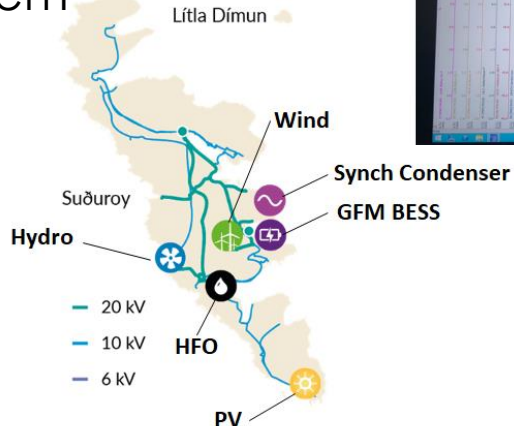 Lítla Dímun
Wind
Synch Condenser
Suðuroy
GFM BESS
Hydro
20 kV
10 kV
HFO
6 kV
PV